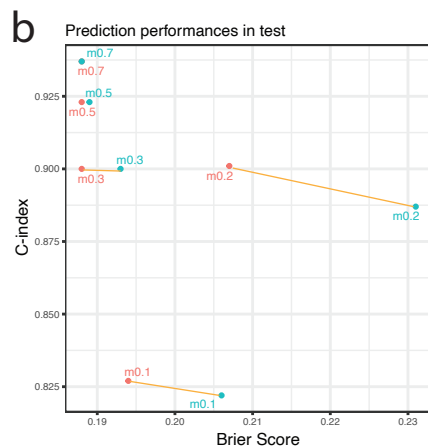 b
Prediction performances in test
m0.7
m0.7
m0.5
m0.5
m0.3
m0.3
m0.2
m0.2
m0.1
m0.1
0.925
0.900
0.875
0.850
0.825
C-index
0.19 0.20 0.21 0.22 0.23
Brier Score